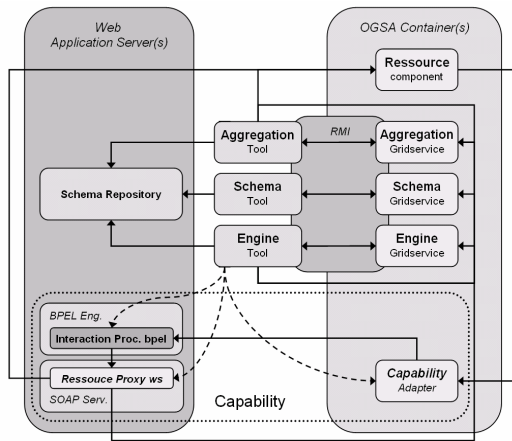 Web
Application Server(s)
OGSA Container(s)
Ressource
component
RMI
Aggregation
Tool
Aggregation
Gridservice
Schema Repository
Schema
Tool
Schema
Gridservice
Engine
Tool
Engine
Gridservice
BPEL Eng.
Interaction Proc. bpel
Ressouce Proxy ws
SOAP Serv.
Capability
Capability
Adapter